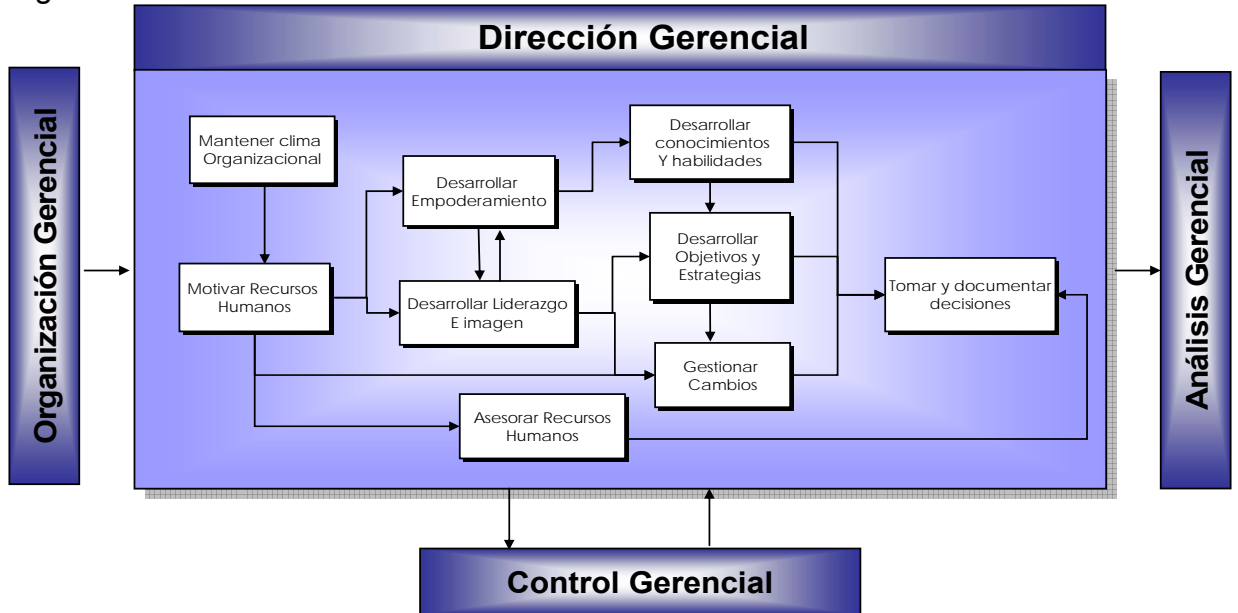 Dirección Gerencial
Organización Gerencial
Mantener clima
Organizacional
Desarrollar
Empoderamiento
Desarrollar
conocimientos
Y habilidades
Motivar Recursos
Humanos
Desarrollar Liderazgo
E imagen
Desarrollar
Objetivos y
Estrategias
Tomar y documentar
decisiones
Gestionar
Cambios
Asesorar Recursos
Humanos
Análisis Gerencial
Control Gerencial